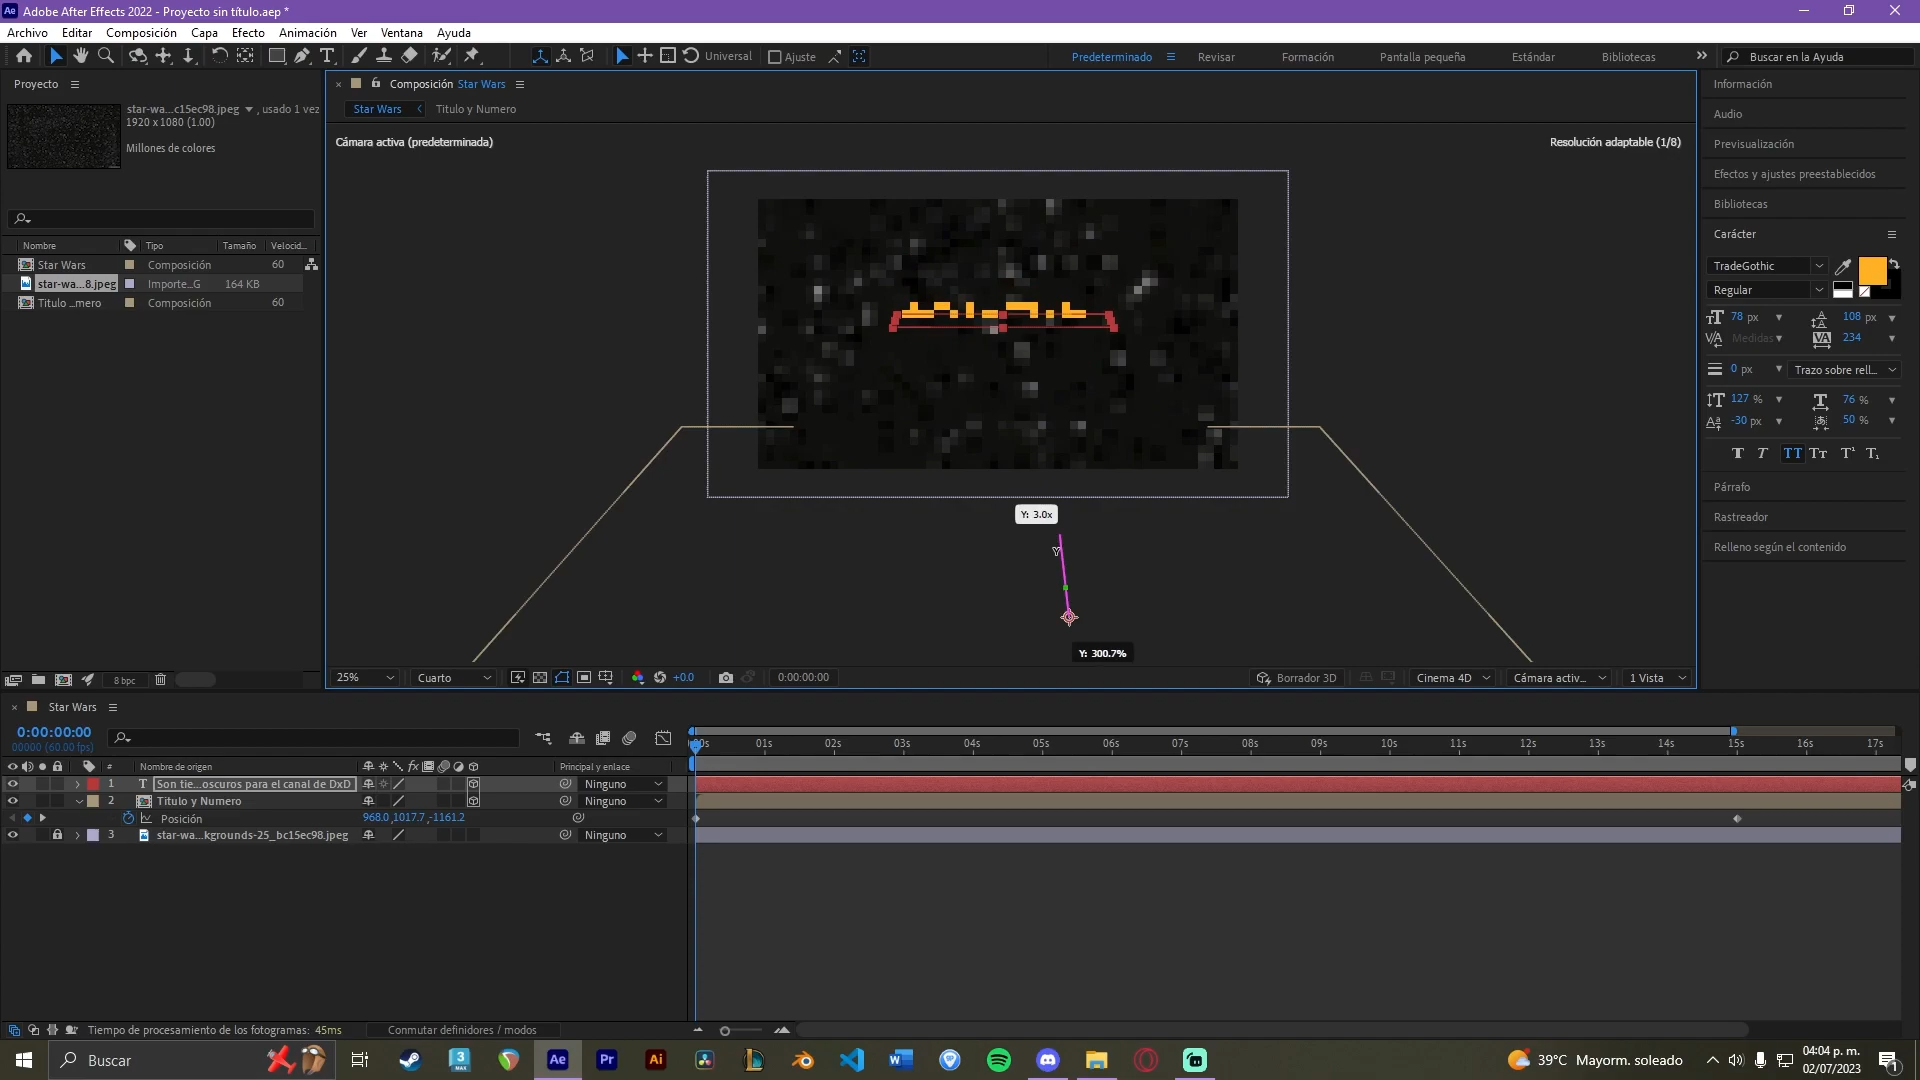 Adobe After Effects 2022 - Proyecto sin título.aep *
Archivo Editar Composición Capa Efecto Animación Ver Ventana Ayuda
Universal Ajuste Predeterminado Revisar Formación Pantalla pequeña Estándar Bibliotecas Buscar en la Ayuda
Proyecto
star-wa...c15ec98.jpeg , usado 1 vez
1920 x 1080 (1.00)
Millones de colores
Nombre Tipo Tamaño Velocid...
Star Wars Composición 60
star-wa...8.jpeg Importe...G 164 KB
Titulo ...mero Composición 60
8 bpc
Composición Star Wars
Star Wars Titulo y Numero
Cámara activa (predeterminada)
Resolución adaptable (1/8)
Y: 3.0x
Y
Y: 300.7%
25% Cuarto +0.0 0:00:00:00 Borrador 3D Cinema 4D Cámara activ... 1 Vista
Información
Audio
Previsualización
Efectos y ajustes preestablecidos
Bibliotecas
Carácter
TradeGothic
Regular
78 px 108 px
Medidas 234
0 px Trazo sobre rell...
127 % 76 %
-30 px 50 %
Párrafo
Rastreador
Relleno según el contenido
Star Wars
0:00:00:00
00000 (60.00 fps)
00s 01s 02s 03s 04s 05s 06s 07s 08s 09s 10s 11s 12s 13s 14s 15s 16s 17s
# Nombre de origen fx Principal y enlace
1 T Son tie...oscuros para el canal de DxD Ninguno
2 Titulo y Numero Ninguno
Posición 968.0,1017.7,-1161.2
3 star-wa...kgrounds-25_bc15ec98.jpeg Ninguno
Tiempo de procesamiento de los fotogramas: 45ms Conmutar definidores / modos
Buscar
39°C Mayorm. soleado
04:04 p. m.
02/07/2023